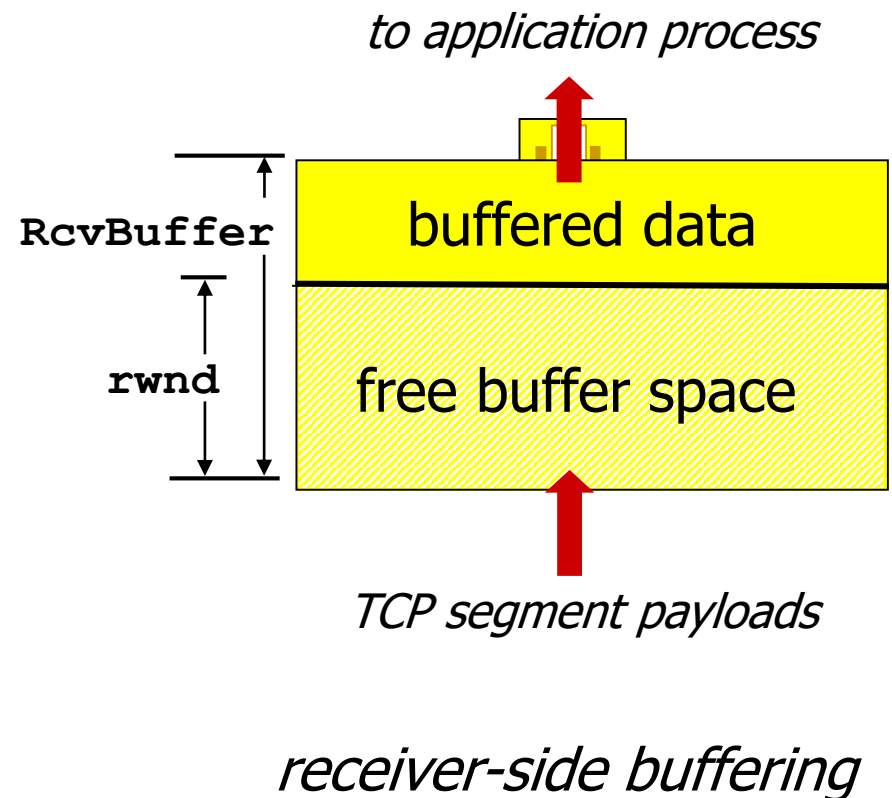 to application process
RcvBuffer
buffered data
rwnd
free buffer space
TCP segment payloads
receiver-side buffering